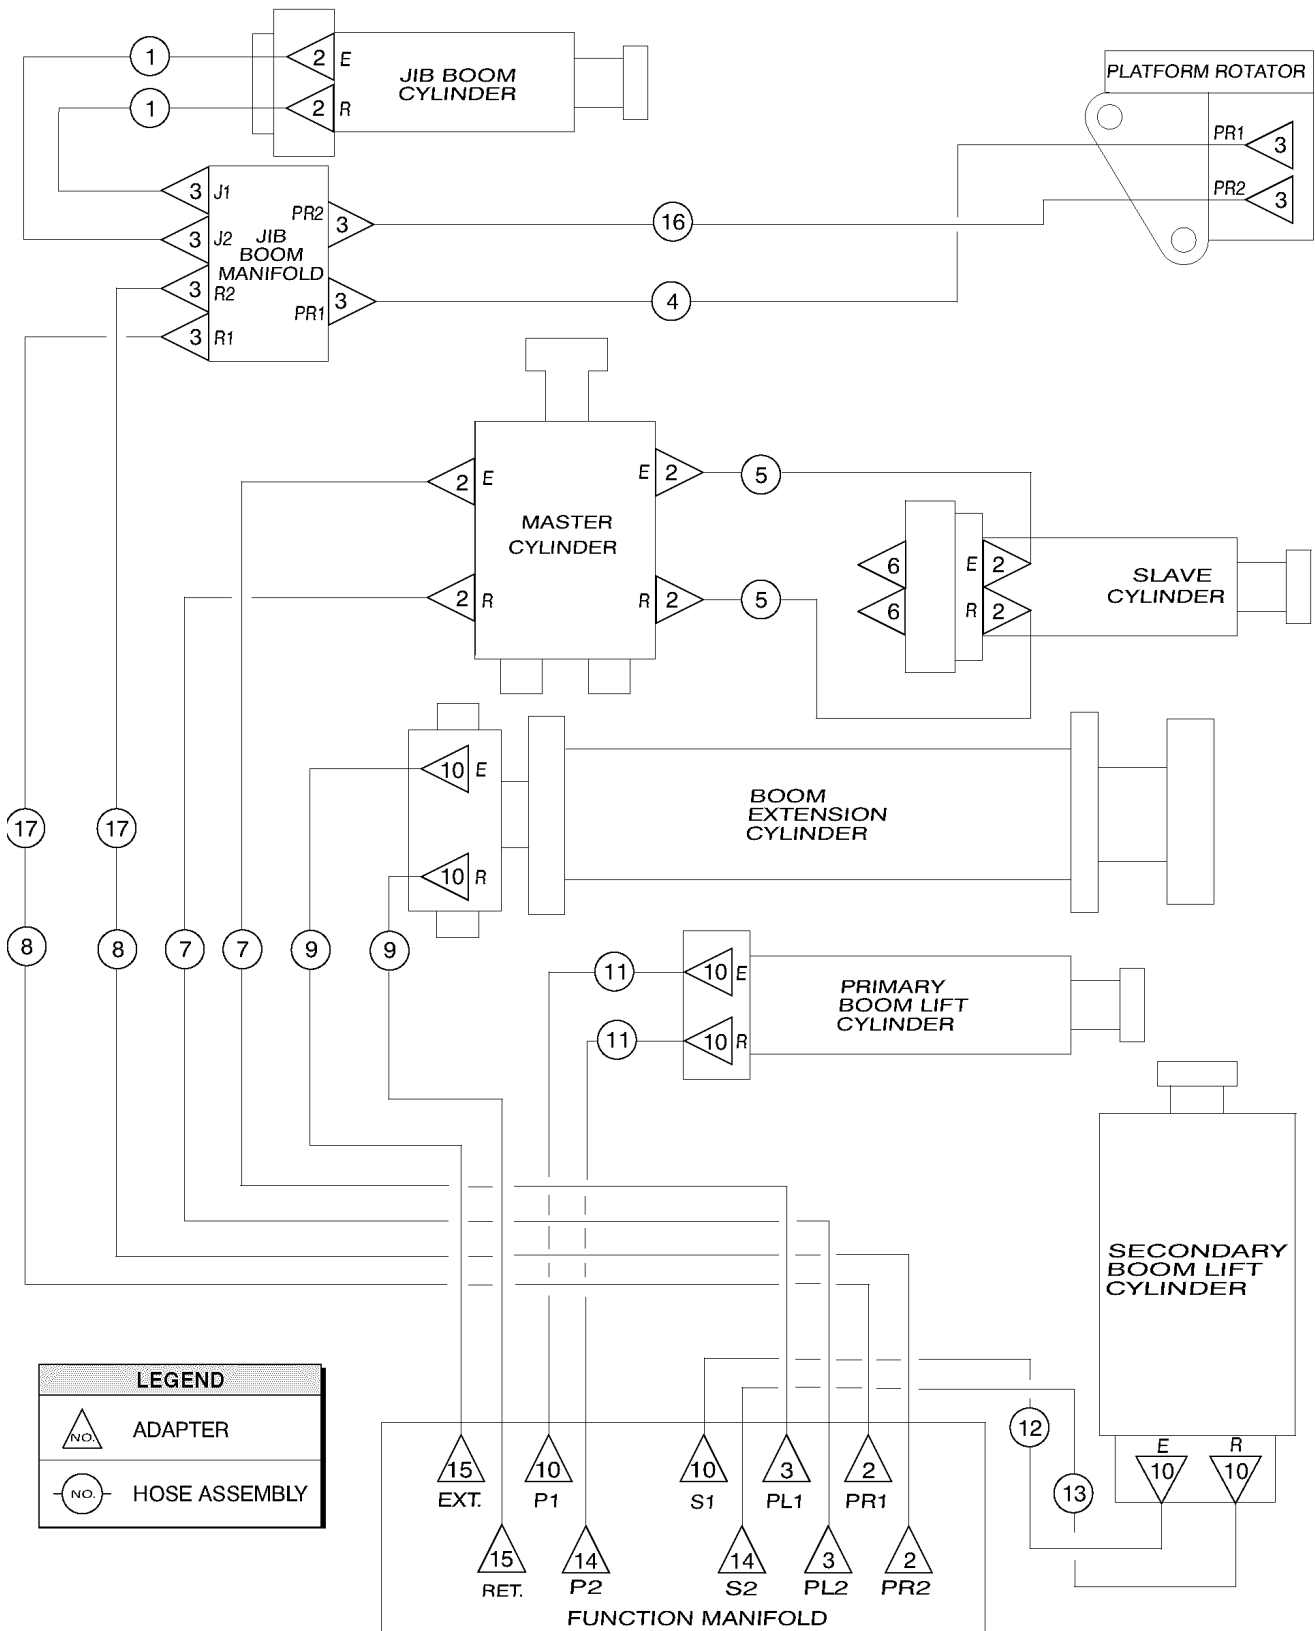 1
2 E
JIB BOOM
CYLINDER
1
2 R
PLATFORM ROTATOR
PR1
3
PR2
3
3 J1
3 J2
3 R2
3 R1
JIB
BOOM
MANIFOLD
PR2 3
PR1 3
16
4
2 E
2 R
MASTER
CYLINDER
E 2
R 2
5
5
6
6
E 2
R 2
SLAVE
CYLINDER
10 E
10 R
BOOM
EXTENSION
CYLINDER
17
17
8
8
7
7
9
9
11
11
10 E
10 R
PRIMARY
BOOM LIFT
CYLINDER
SECONDARY
BOOM LIFT
CYLINDER
E
10
R
10
12
13
LEGEND
NO. ADAPTER
NO. HOSE ASSEMBLY
15
EXT.
10
P1
10
S1
3
PL1
2
PR1
15
RET.
14
P2
14
S2
3
PL2
2
PR2
FUNCTION MANIFOLD